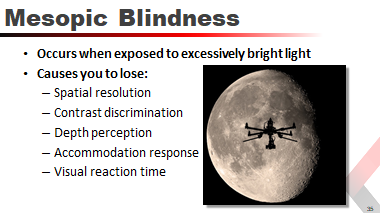 Mesopic Blindness
• Occurs when exposed to excessively bright light
• Causes you to lose:
– Spatial resolution
– Contrast discrimination
– Depth perception
– Accommodation response
– Visual reaction time
35